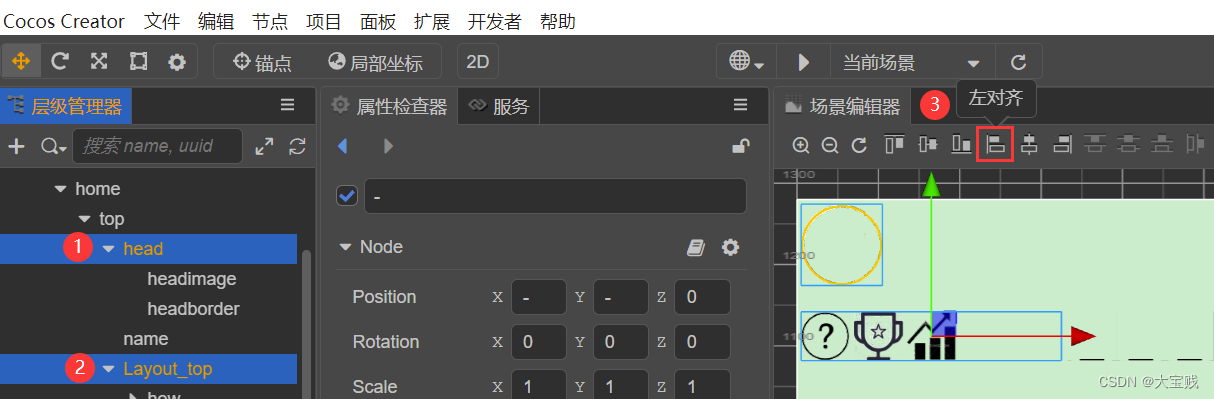 Cocos Creator 文件 编辑 节点 项目 面板 扩展 开发者 帮助
锚点 局部坐标 2D 当前场景
层级管理器 属性检查器 服务 场景编辑器 3 左对齐
搜索 name, uuid
home
top
1 head
headimage
headborder
name
2 Layout_top
how
-
Node
Position X - Y - Z 0
Rotation X 0 Y 0 Z 0
Scale X 1 Y 1 Z 1
1300
1200
1100
?
CSDN @大宝贱